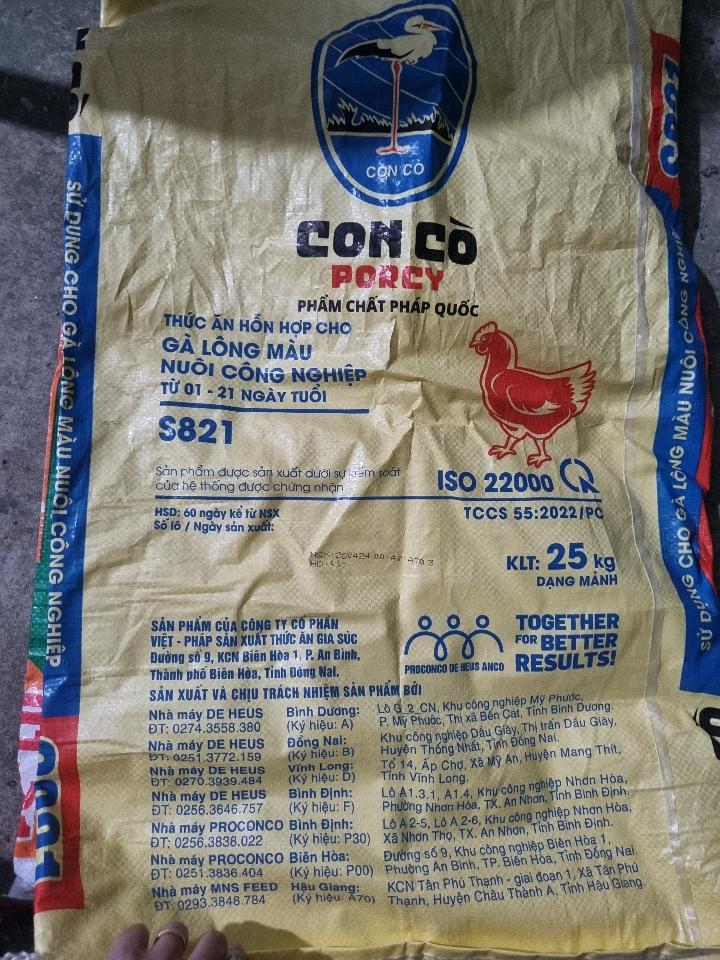 CON CÒ
CON CÒ
PORCY
PHẨM CHẤT PHÁP QUỐC
THỨC ĂN HỖN HỢP CHO
GÀ LÔNG MÀU
NUÔI CÔNG NGHIỆP
TỪ 01 - 21 NGÀY TUỔI
S821
Sản phẩm được sản xuất dưới sự kiểm soát
của hệ thống được chứng nhận
ISO 22000
TCCS 55:2022/PC
HSD: 60 ngày kể từ NSX
Số lô / Ngày sản xuất:
KLT: 25 kg
DẠNG MẢNH
SẢN PHẨM CỦA CÔNG TY CỔ PHẦN
VIỆT - PHÁP SẢN XUẤT THỨC ĂN GIA SÚC
Đường số 9, KCN Biên Hòa 1, P. An Bình,
Thành phố Biên Hòa, Tỉnh Đồng Nai.
PROCONCO DE HEUS ANCO
TOGETHER
FOR BETTER
RESULTS!
SẢN XUẤT VÀ CHỊU TRÁCH NHIỆM SẢN PHẨM BỞI
Nhà máy DE HEUS Bình Dương: Lô G_2_CN, Khu công nghiệp Mỹ Phước,
ĐT: 0274.3558.380 (Ký hiệu: A) P. Mỹ Phước, Thị xã Bến Cát, Tỉnh Bình Dương.
Nhà máy DE HEUS Đồng Nai: Khu công nghiệp Dầu Giây, Thị trấn Dầu Giây,
ĐT: 0251.3772.159 (Ký hiệu: B) Huyện Thống Nhất, Tỉnh Đồng Nai.
Nhà máy DE HEUS Vĩnh Long: Tổ 14, Ấp Chợ, Xã Mỹ An, Huyện Mang Thít,
ĐT: 0270.3939.484 (Ký hiệu: D) Tỉnh Vĩnh Long.
Nhà máy DE HEUS Bình Định: Lô A1.3.1, A1.4, Khu công nghiệp Nhơn Hòa,
ĐT: 0256.3646.757 (Ký hiệu: F) Phường Nhơn Hòa, TX. An Nhơn, Tỉnh Bình Định.
Nhà máy PROCONCO Bình Định: Lô A 2-5, Lô A 2-6, Khu công nghiệp Nhơn Hòa,
ĐT: 0256.3838.022 (Ký hiệu: P30) Xã Nhơn Thọ, TX. An Nhơn, Tỉnh Bình Định.
Nhà máy PROCONCO Biên Hòa: Đường số 9, Khu công nghiệp Biên Hòa 1,
ĐT: 0251.3836.404 (Ký hiệu: P00) Phường An Bình, TP. Biên Hòa, Tỉnh Đồng Nai.
Nhà máy MNS FEED Hậu Giang: KCN Tân Phú Thạnh - giai đoạn 1, Xã Tân Phú
ĐT: 0293.3848.784 (Ký hiệu: A70) Thạnh, Huyện Châu Thành A, Tỉnh Hậu Giang.
SỬ DỤNG CHO GÀ LÔNG MÀU NUÔI CÔNG NGHIỆP
SỬ DỤNG CHO GÀ LÔNG MÀU NUÔI CÔNG NGHIỆP